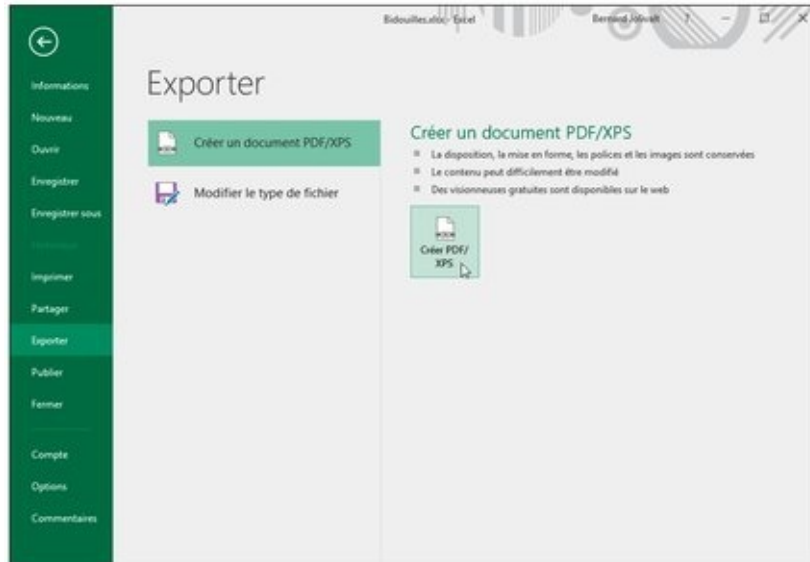 Bidouilles.xlsx - Excel
Bernard Jolivalt ?
Exporter
Informations
Nouveau
Ouvrir
Enregistrer
Enregistrer sous
Imprimer
Partager
Exporter
Publier
Fermer
Compte
Options
Commentaires
Créer un document PDF/XPS
Modifier le type de fichier
Créer un document PDF/XPS
La disposition, la mise en forme, les polices et les images sont conservées
Le contenu peut difficilement être modifié
Des visionneuses gratuites sont disponibles sur le web
Créer PDF/
XPS